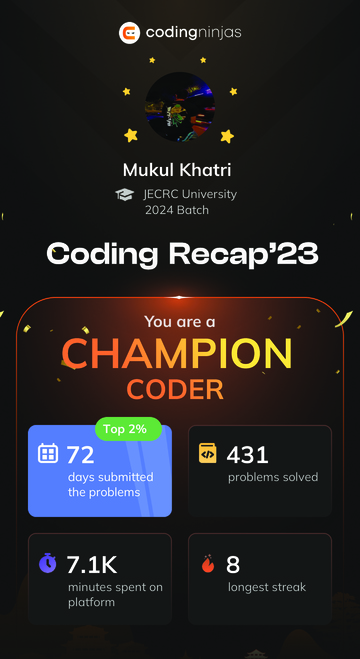 codingninjas
Mukul Khatri
JECRC University
2024 Batch
Coding Recap'23
You are a
CHAMPION
CODER
Top 2%
72
days submitted
the problems
431
problems solved
7.1K
minutes spent on
platform
8
longest streak